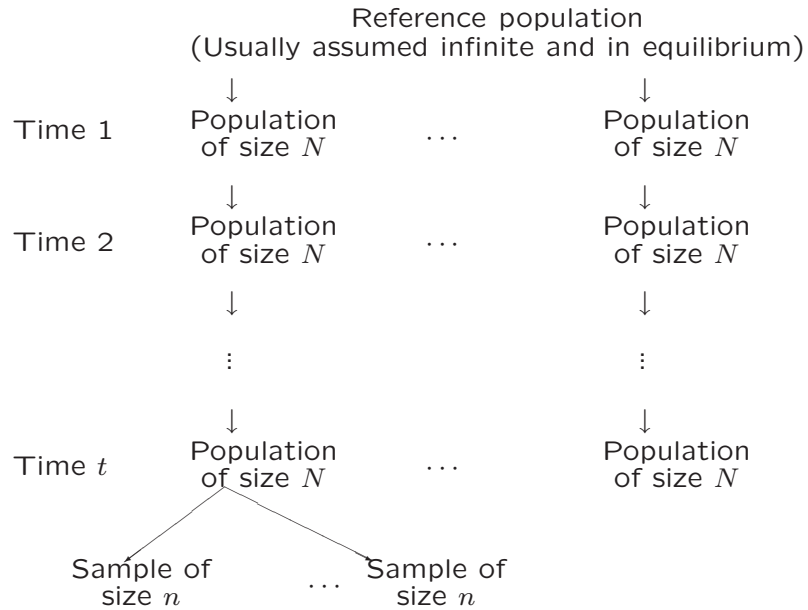 Reference population
(Usually assumed infinite and in equilibrium)
↓ ↓
Time 1 Population of size N ... Population of size N
↓ ↓
Time 2 Population of size N ... Population of size N
↓ ↓
⋮ ⋮
↓ ↓
Time t Population of size N ... Population of size N
Sample of size n ... Sample of size n